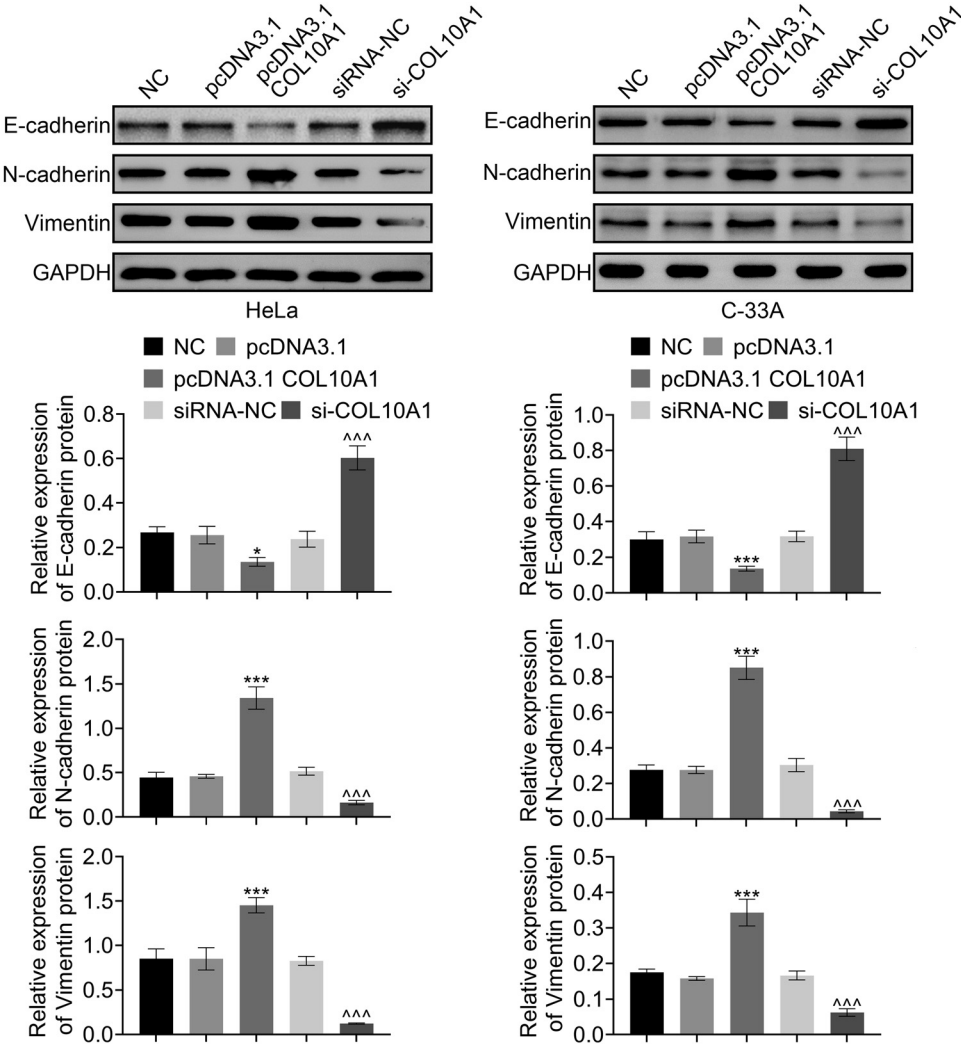 NC
pcDNA3.1
pcDNA3.1
COL10A1
siRNA-NC
si-COL10A1
E-cadherin
N-cadherin
Vimentin
GAPDH
HeLa
NC
pcDNA3.1
pcDNA3.1
COL10A1
siRNA-NC
si-COL10A1
E-cadherin
N-cadherin
Vimentin
GAPDH
C-33A
NC pcDNA3.1
pcDNA3.1 COL10A1
siRNA-NC si-COL10A1
Relative expression
of E-cadherin protein
0.8
0.6
0.4
0.2
0.0
*
^^^
NC pcDNA3.1
pcDNA3.1 COL10A1
siRNA-NC si-COL10A1
Relative expression
of E-cadherin protein
1.0
0.8
0.6
0.4
0.2
0.0
***
^^^
Relative expression
of N-cadherin protein
2.0
1.5
1.0
0.5
0.0
***
^^^
Relative expression
of N-cadherin protein
1.0
0.8
0.6
0.4
0.2
0.0
***
^^^
Relative expression
of Vimentin protein
2.0
1.5
1.0
0.5
0.0
***
^^^
Relative expression
of Vimentin protein
0.5
0.4
0.3
0.2
0.1
0.0
***
^^^